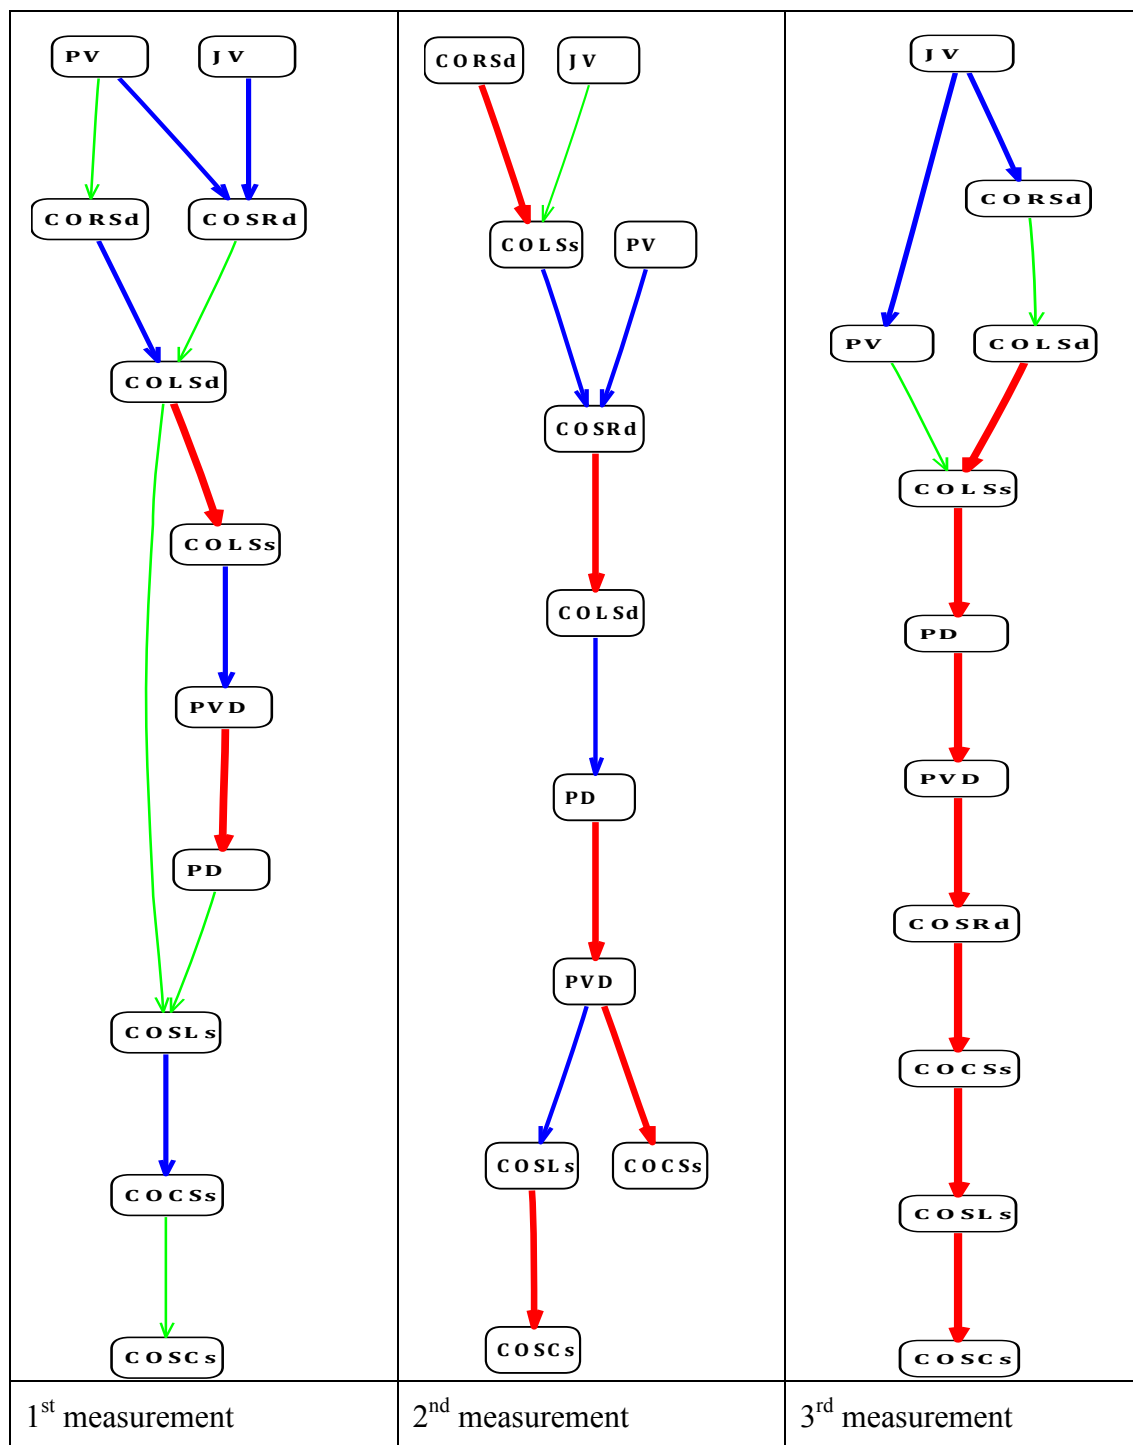 PV JV
CORSd COSRd
COLSd
COLSs
PVD
PD
COSLs
COCSs
COSCs
1st measurement
CORSd JV
COLSs PV
COSRd
COLSd
PD
PVD
COSLs COCSs
COSCs
2nd measurement
JV
CORSd
PV COLSd
COLSs
PD
PVD
COSRd
COCSs
COSLs
COSCs
3rd measurement